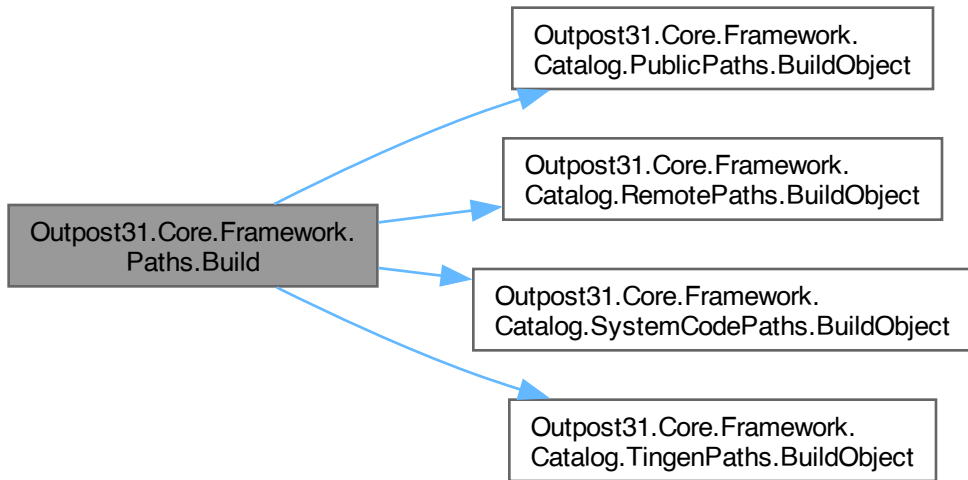 Outpost31.Core.Framework.
Catalog.PublicPaths.BuildObject
Outpost31.Core.Framework.
Catalog.RemotePaths.BuildObject
Outpost31.Core.Framework.
Paths.Build
Outpost31.Core.Framework.
Catalog.SystemCodePaths.BuildObject
Outpost31.Core.Framework.
Catalog.TingenPaths.BuildObject